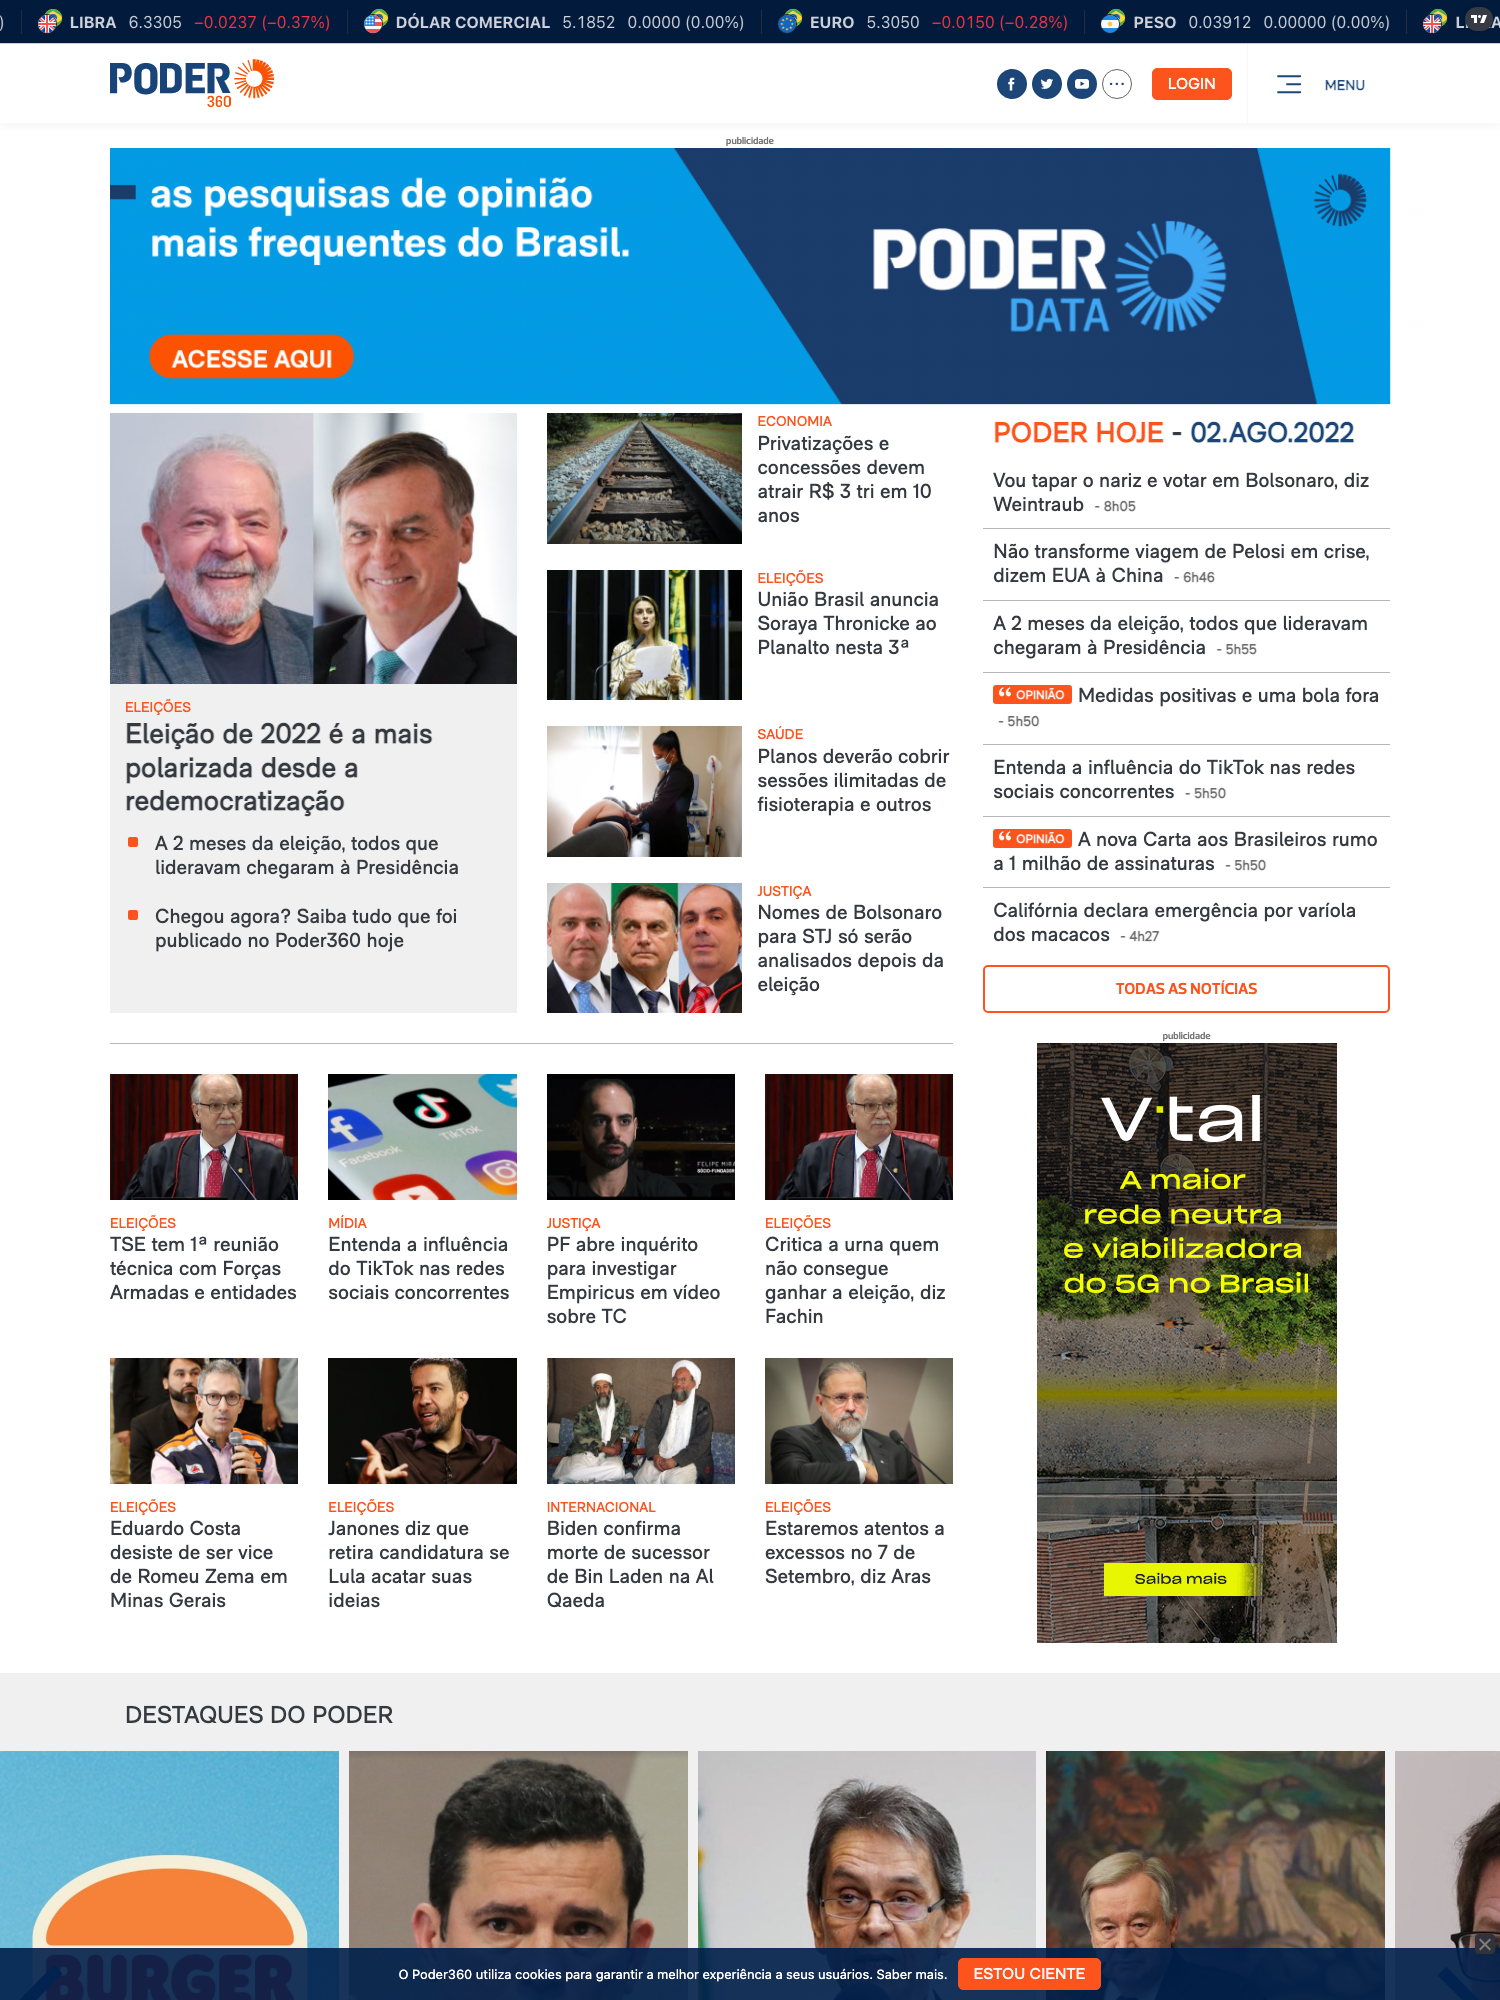 LIBRA 6.3305 −0.0237 (−0.37%) DÓLAR COMERCIAL 5.1852 0.0000 (0.00%) EURO 5.3050 −0.0150 (−0.28%) PESO 0.03912 0.00000 (0.00%)
PODER
360
LOGIN
MENU
publicidade
as pesquisas de opinião
mais frequentes do Brasil.
ACESSE AQUI
PODER
DATA
ELEIÇÕES
Eleição de 2022 é a mais
polarizada desde a
redemocratização
A 2 meses da eleição, todos que
lideravam chegaram à Presidência
Chegou agora? Saiba tudo que foi
publicado no Poder360 hoje
ECONOMIA
Privatizações e
concessões devem
atrair R$ 3 tri em 10
anos
ELEIÇÕES
União Brasil anuncia
Soraya Thronicke ao
Planalto nesta 3ª
SAÚDE
Planos deverão cobrir
sessões ilimitadas de
fisioterapia e outros
JUSTIÇA
Nomes de Bolsonaro
para STJ só serão
analisados depois da
eleição
PODER HOJE - 02.AGO.2022
Vou tapar o nariz e votar em Bolsonaro, diz
Weintraub - 8h05
Não transforme viagem de Pelosi em crise,
dizem EUA à China - 6h46
A 2 meses da eleição, todos que lideravam
chegaram à Presidência - 5h55
OPINIÃO Medidas positivas e uma bola fora
- 5h50
Entenda a influência do TikTok nas redes
sociais concorrentes - 5h50
OPINIÃO A nova Carta aos Brasileiros rumo
a 1 milhão de assinaturas - 5h50
Califórnia declara emergência por varíola
dos macacos - 4h27
TODAS AS NOTÍCIAS
publicidade
V·tal
A maior
rede neutra
e viabilizadora
do 5G no Brasil
Saiba mais
ELEIÇÕES
TSE tem 1ª reunião
técnica com Forças
Armadas e entidades
Facebook
TikTok
MÍDIA
Entenda a influência
do TikTok nas redes
sociais concorrentes
FELIPE MIRA
SÓCIO-FUNDADOR
JUSTIÇA
PF abre inquérito
para investigar
Empiricus em vídeo
sobre TC
ELEIÇÕES
Critica a urna quem
não consegue
ganhar a eleição, diz
Fachin
ELEIÇÕES
Eduardo Costa
desiste de ser vice
de Romeu Zema em
Minas Gerais
ELEIÇÕES
Janones diz que
retira candidatura se
Lula acatar suas
ideias
INTERNACIONAL
Biden confirma
morte de sucessor
de Bin Laden na Al
Qaeda
ELEIÇÕES
Estaremos atentos a
excessos no 7 de
Setembro, diz Aras
DESTAQUES DO PODER
BURGER
O Poder360 utiliza cookies para garantir a melhor experiência a seus usuários. Saber mais.
ESTOU CIENTE